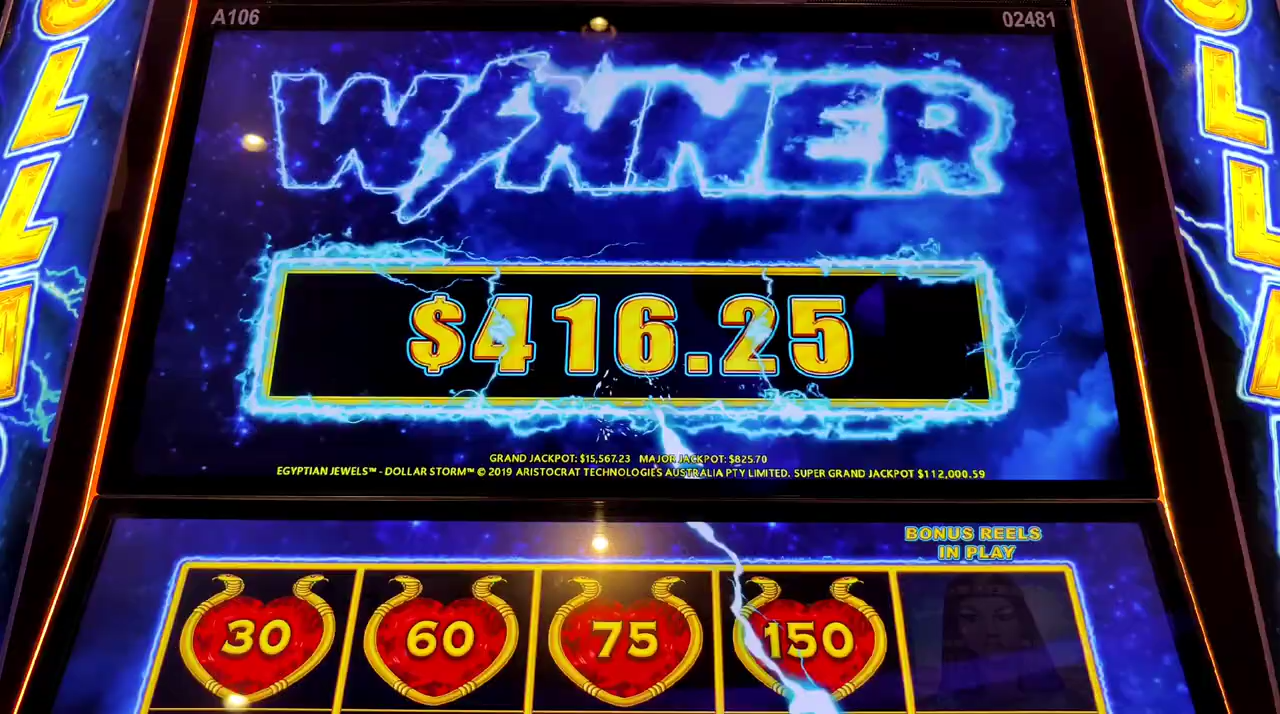 A106
02481
WINNER
$416.25
GRAND JACKPOT: $15,567.23 MAJOR JACKPOT: $825.70
EGYPTIAN JEWELS™ - DOLLAR STORM™ © 2019 ARISTOCRAT TECHNOLOGIES AUSTRALIA PTY LIMITED. SUPER GRAND JACKPOT $112,000.59
BONUS REELS
IN PLAY
30 60 75 150